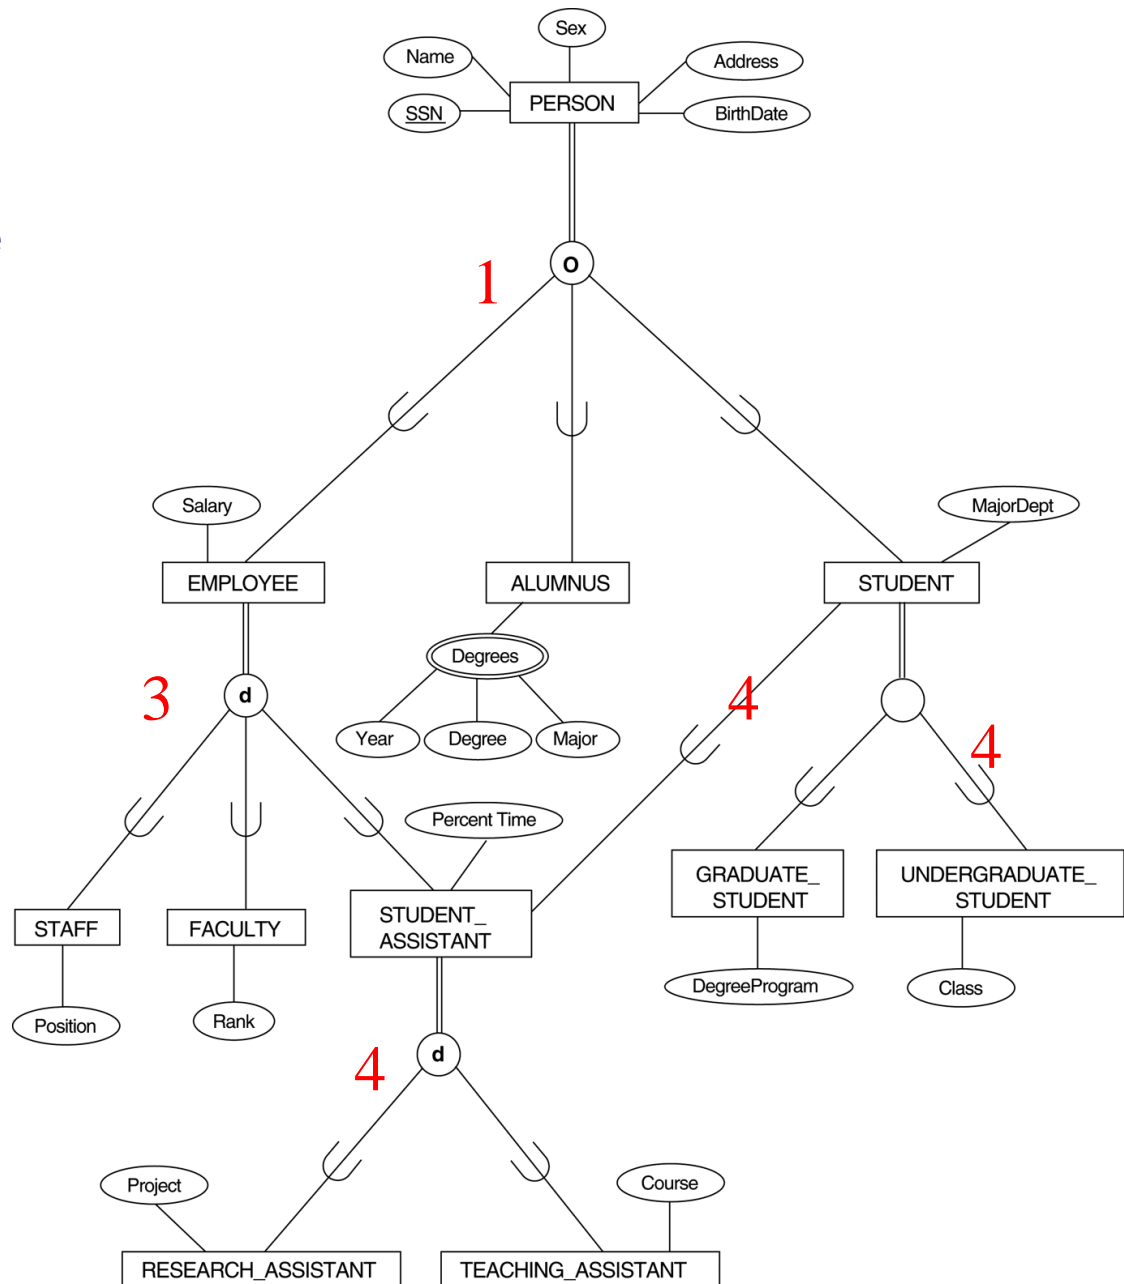 Sex
Name
Address
PERSON
SSN
BirthDate
O
1
Salary
MajorDept
EMPLOYEE
ALUMNUS
STUDENT
Degrees
3
d
4
Year
Degree
Major
4
Percent Time
GRADUATE_
STUDENT
UNDERGRADUATE_
STUDENT
STAFF
FACULTY
STUDENT_
ASSISTANT
DegreeProgram
Class
Position
Rank
4
d
Project
Course
RESEARCH_ASSISTANT
TEACHING_ASSISTANT